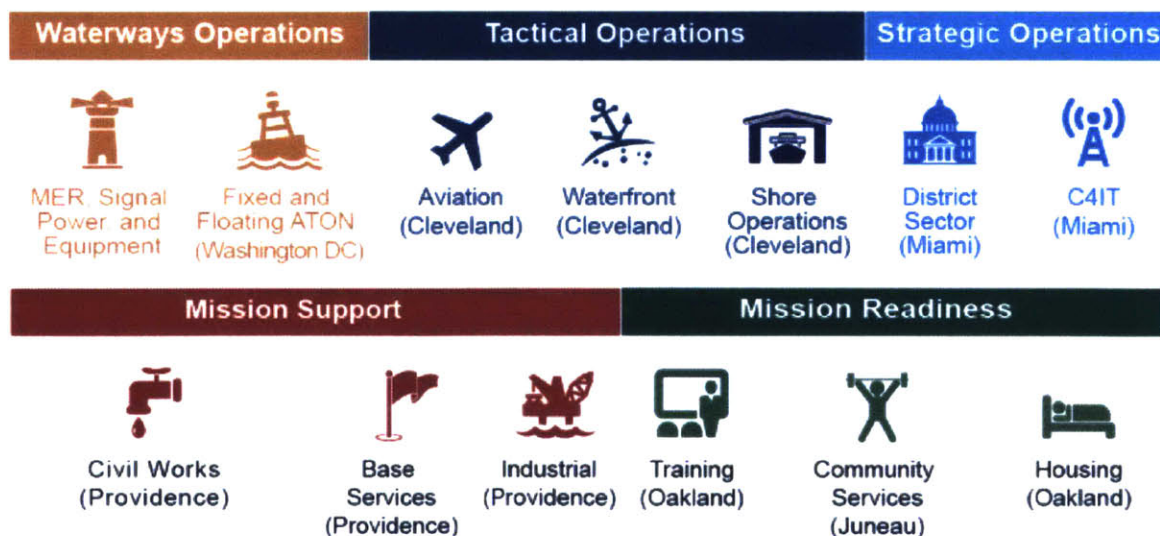 Waterways Operations
Tactical Operations
Strategic Operations
MER, Signal
Power, and
Equipment
Fixed and
Floating ATON
(Washington DC)
Aviation
(Cleveland)
Waterfront
(Cleveland)
Shore
Operations
(Cleveland)
District
Sector
(Miami)
C4IT
(Miami)
Mission Support
Mission Readiness
Civil Works
(Providence)
Base
Services
(Providence)
Industrial
(Providence)
Training
(Oakland)
Community
Services
(Juneau)
Housing
(Oakland)